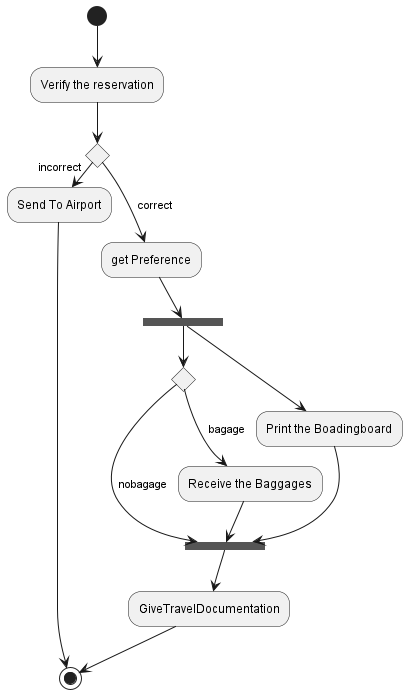 Verify the reservation
incorrect
Send To Airport
correct
get Preference
Print the Boadingboard
bagage
nobagage
Receive the Baggages
GiveTravelDocumentation